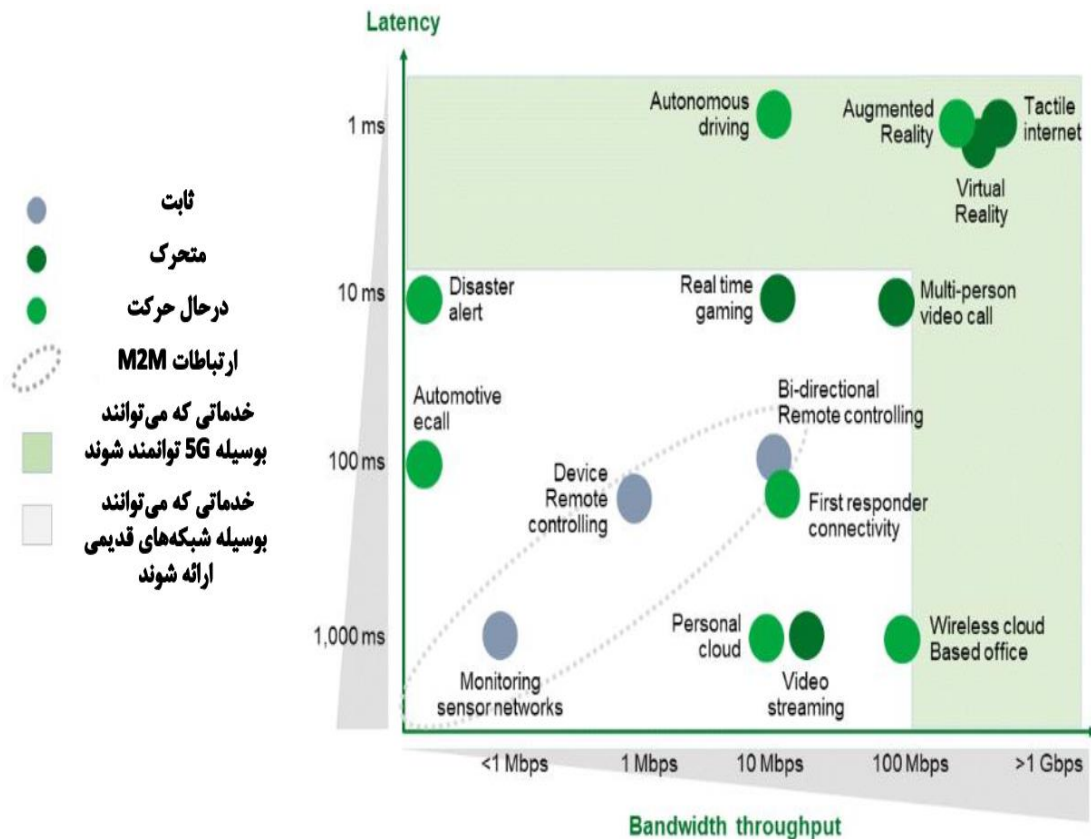 Latency
1 ms
10 ms
100 ms
1,000 ms
Autonomous
driving
Augmented
Reality
Tactile
internet
Virtual
Reality
Disaster
alert
Real time
gaming
Multi-person
video call
Automotive
ecall
Bi-directional
Remote controlling
Device
Remote
controlling
First responder
connectivity
Monitoring
sensor networks
Personal
cloud
Video
streaming
Wireless cloud
Based office
<1 Mbps
1 Mbps
10 Mbps
100 Mbps
>1 Gbps
Bandwidth throughput
ثابت
متحرک
درحال حرکت
ارتباطات M2M
خدماتی که می‌توانند
بوسیله 5G توانمند شوند
خدماتی که می‌توانند
بوسیله شبکه‌های قدیمی
ارائه شوند